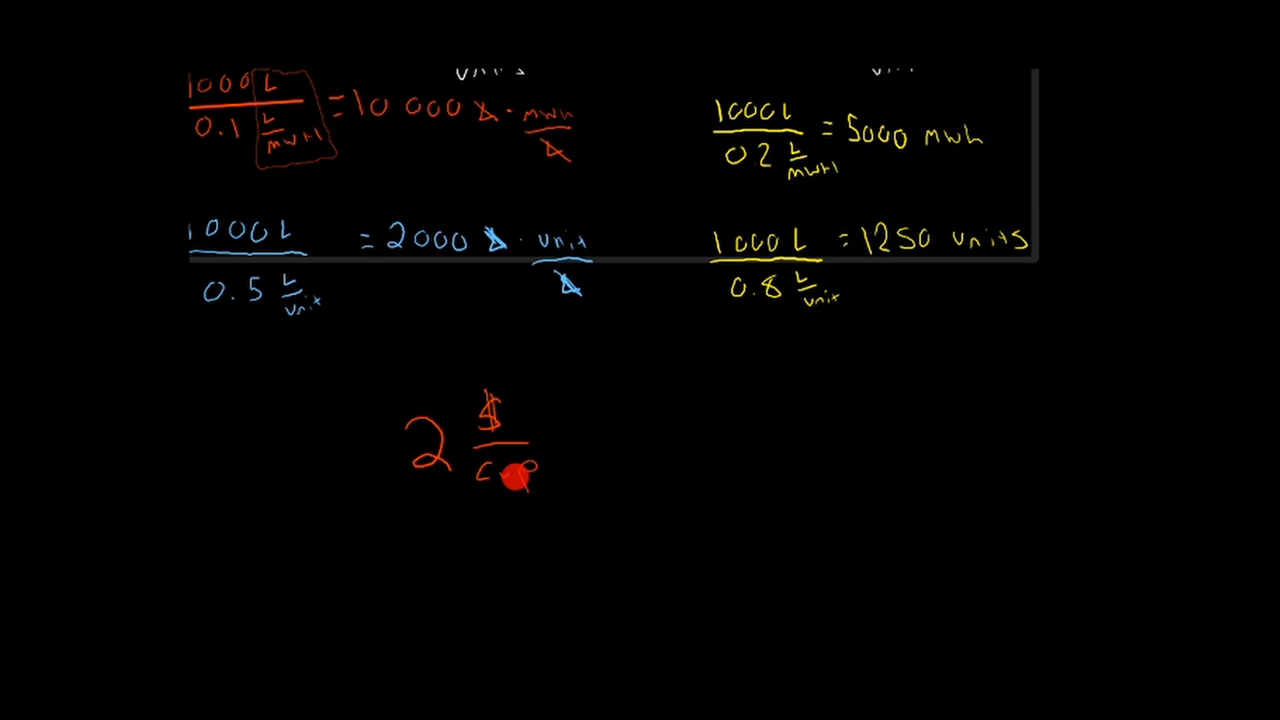 1000 L / 0.1 L/MWH = 10 000 L · MWh/L
1000 L / 0.2 L/MWH = 5000 MWh
1000 L / 0.5 L/unit = 2000 L · unit/L
1000 L / 0.8 L/unit = 1250 units
2 $/cup